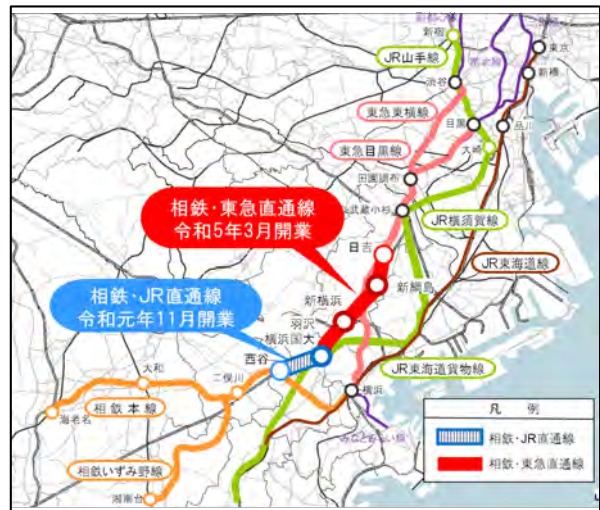 新宿
東京
JR山手線
新橋
渋谷
東急東横線
目黒
品川
大崎
東急目黒線
田園調布
武蔵小杉
相鉄・東急直通線
令和5年3月開業
JR横須賀線
日吉
JR東海道線
相鉄・JR直通線
令和元年11月開業
新綱島
新横浜
羽沢
横浜国大
西谷
大和
二俣川
JR東海道貨物線
横浜
相鉄本線
海老名
みなとみらい線
相鉄いずみ野線
湘南台
凡 例
相鉄・JR直通線
相鉄・東急直通線